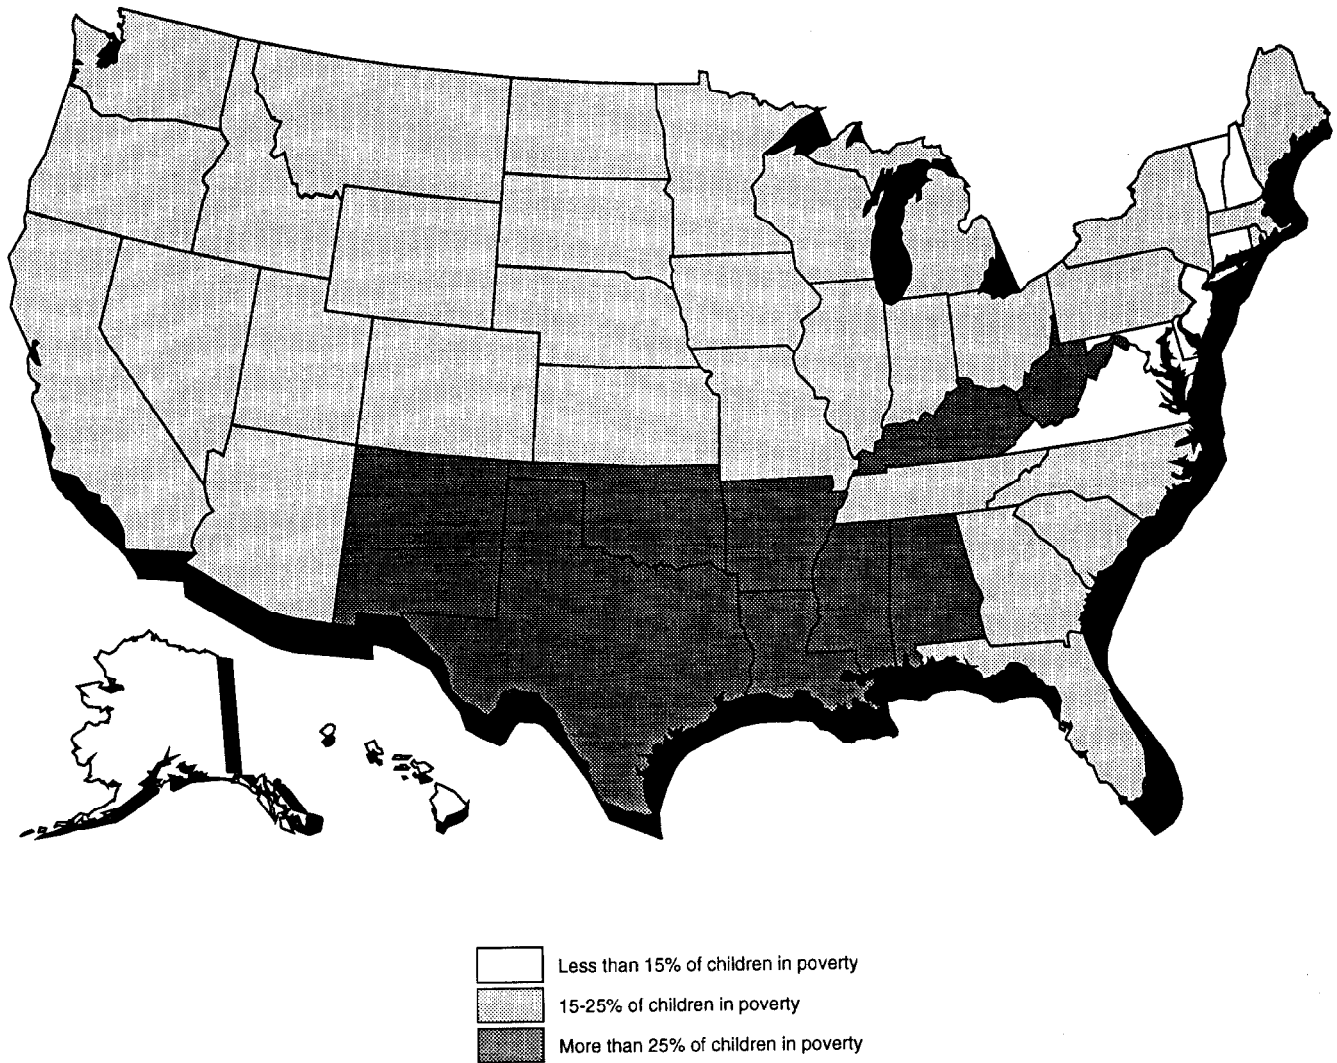 Less than 15% of children in poverty
15-25% of children in poverty
More than 25% of children in poverty